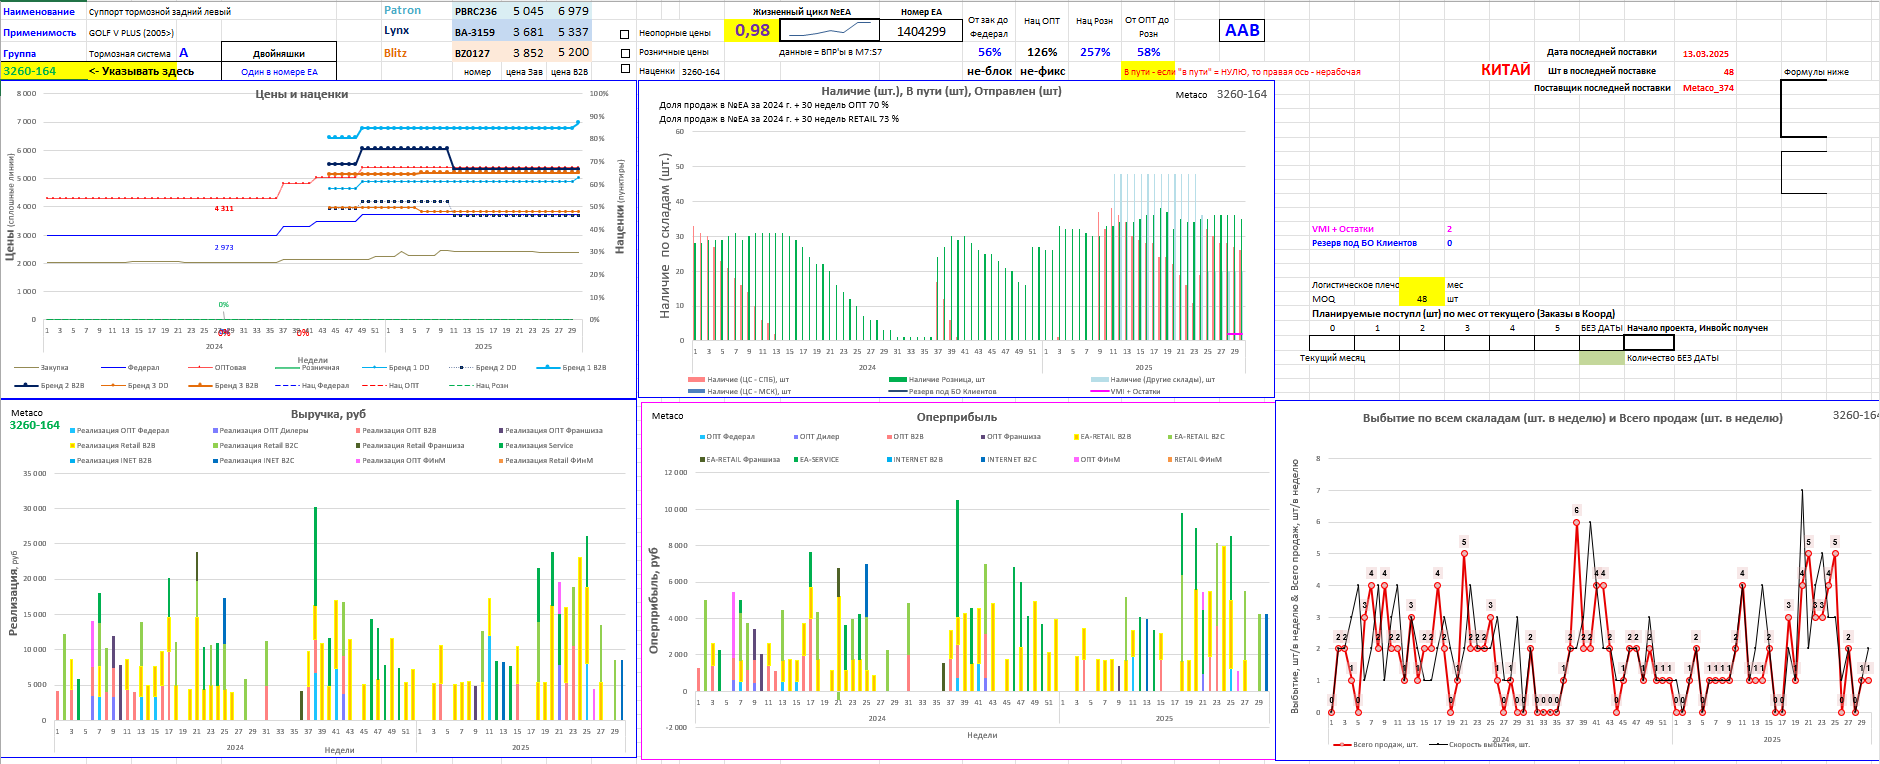 Наименование Суппорт тормозной задний левый
Применимость GOLF V PLUS (2005>)
Группа Тормозная система A Двойняшки
3260-164 <- Указывать здесь Один в номере EA
Patron PBRC236 5 045 6 979
Lynx BA-3159 3 681 5 337
Blitz BZ0127 3 852 5 200
номер цена Зав цена B2B
Жизненный цикл №EA Номер EA
Неопорные цены 0,98 1404299
Розничные цены данные = ВПР'ы в M7:S7
Наценки 3260-164
От зак до Федерал Нац ОПТ Нац Розн От ОПТ до Розн
56% 126% 257% 58%
не-блок не-фикс
В пути - если "в пути" = НУЛЮ, то правая ось - нерабочая
AAB
КИТАЙ
Дата последней поставки 13.03.2025
Шт в последней поставке 48
Поставщик последней поставки Metaco_374
Формулы ниже
Цены и наценки
8 000
7 000
6 000
5 000
4 000
3 000
2 000
1 000
0
100%
90%
80%
70%
60%
50%
40%
30%
20%
10%
0%
Цены (сплошные линии)
Наценки (пунктиры)
4 311
2 973
0%
0%
0%
1 3 5 7 9 11 13 15 17 19 21 23 25 27 29 31 33 35 37 39 41 43 45 47 49 51 1 3 5 7 9 11 13 15 17 19 21 23 25 27 29
2024 2025
Недели
Закупка Федерал ОПТовая Розничная Бренд 1 DD Бренд 2 DD Бренд 1 B2B
Бренд 2 B2B Бренд 3 DD Бренд 3 B2B Нац Федерал Нац ОПТ Нац Розн
Наличие (шт.), В пути (шт), Отправлен (шт)
Metaco 3260-164
Доля продаж в №EA за 2024 г. + 30 недель ОПТ 70 %
Доля продаж в №EA за 2024 г. + 30 недель RETAIL 73 %
Наличие по складам (шт.)
60
50
40
30
20
10
0
1 3 5 7 9 11 13 15 17 19 21 23 25 27 29 31 33 35 37 39 41 43 45 47 49 51 1 3 5 7 9 11 13 15 17 19 21 23 25 27 29
2024 2025
Наличие (ЦС - СПБ), шт Наличие Розница, шт Наличие (Другие склады), шт
Наличие (ЦС - МСК), шт Резерв под БО Клиентов VMI + Остатки
VMI + Остатки 2
Резерв под БО Клиентов 0
Логистическое плечо мес
MOQ 48 шт
Планируемые поступл (шт) по мес от текущего (Заказы в Коорд)
0 1 2 3 4 5 БЕЗ ДАТЫ Начало проекта, Инвойс получен
Текущий месяц Количество БЕЗ ДАТЫ
Metaco
3260-164
Выручка, руб
Реализация ОПТ Федерал Реализация ОПТ Дилеры Реализация ОПТ B2B Реализация ОПТ Франшиза
Реализация Retail B2B Реализация Retail B2C Реализация Retail Франшиза Реализация Service
Реализация INET B2B Реализация INET B2C Реализация ОПТ ФИнМ Реализация Retail ФИнМ
Реализация, руб
35 000
30 000
25 000
20 000
15 000
10 000
5 000
0
1 3 5 7 9 11 13 15 17 19 21 23 25 27 29 31 33 35 37 39 41 43 45 47 49 51 1 3 5 7 9 11 13 15 17 19 21 23 25 27 29
2024 2025
Недели
Metaco
Оперприбыль
ОПТ Федерал ОПТ Дилер ОПТ B2B ОПТ Франшиза EA-RETAIL B2B EA-RETAIL B2C
EA-RETAIL Франшиза EA-SERVICE INTERNET B2B INTERNET B2C ОПТ ФИнМ RETAIL ФИнМ
Оперприбыль, руб
12 000
10 000
8 000
6 000
4 000
2 000
0
-2 000
1 3 5 7 9 11 13 15 17 19 21 23 25 27 29 31 33 35 37 39 41 43 45 47 49 51 1 3 5 7 9 11 13 15 17 19 21 23 25 27 29
2024 2025
Недели
Выбытие по всем скаладам (шт. в неделю) и Всего продаж (шт. в неделю)
3260-164
Выбытие, шт/в неделю & Всего продаж, шт/в неделю
8
7
6
5
4
3
2
1
0
1 3 5 7 9 11 13 15 17 19 21 23 25 27 29 31 33 35 37 39 41 43 45 47 49 51 1 3 5 7 9 11 13 15 17 19 21 23 25 27 29
2024 2025
Всего продаж, шт. Скорость выбытия, шт.